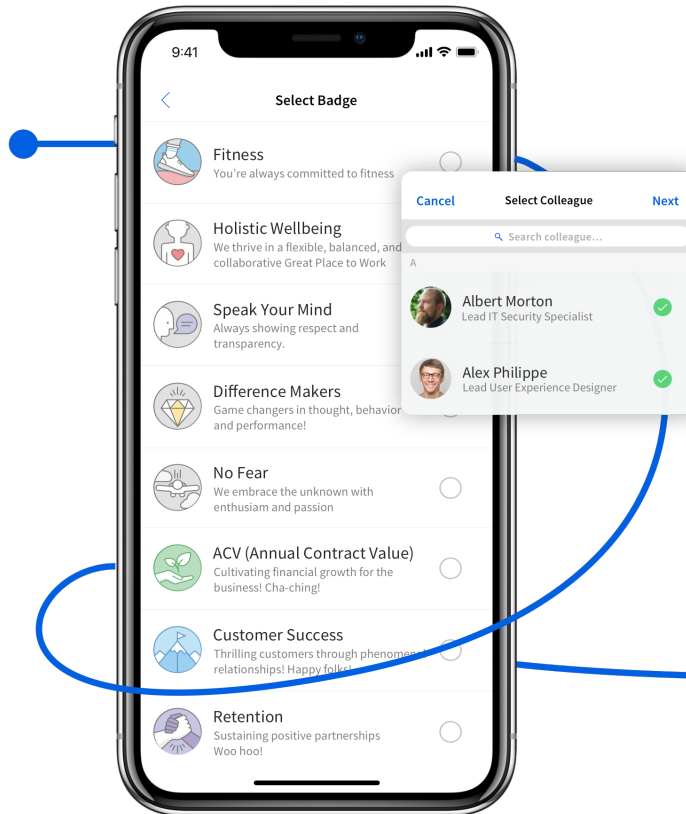 9:41
Select Badge
Fitness
You're always committed to fitness
Holistic Wellbeing
We thrive in a flexible, balanced, and
collaborative Great Place to Work
Speak Your Mind
Always showing respect and
transparency.
Difference Makers
Game changers in thought, behavior
and performance!
No Fear
We embrace the unknown with
enthusiam and passion
ACV (Annual Contract Value)
Cultivating financial growth for the
business! Cha-ching!
Customer Success
Thrilling customers through phenomenal
relationships! Happy folks!
Retention
Sustaining positive partnerships
Woo hoo!
Cancel
Select Colleague
Next
Search colleague...
A
Albert Morton
Lead IT Security Specialist
Alex Philippe
Lead User Experience Designer